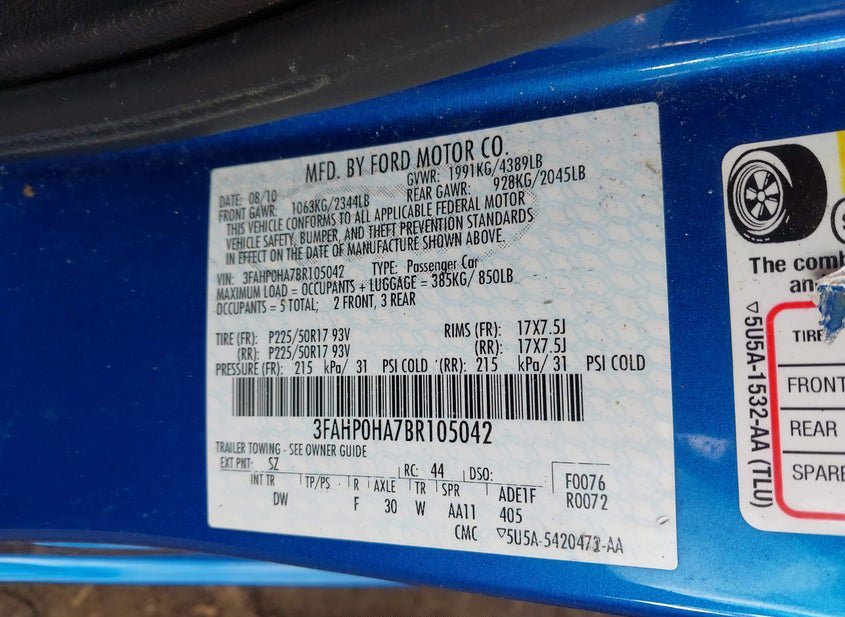 MFD. BY FORD MOTOR CO.
DATE: 08/10 GVWR: 1991KG/4389LB
FRONT GAWR: 1063KG/2344LB REAR GAWR: 928KG/2045LB
THIS VEHICLE CONFORMS TO ALL APPLICABLE FEDERAL MOTOR
VEHICLE SAFETY, BUMPER, AND THEFT PREVENTION STANDARDS
IN EFFECT ON THE DATE OF MANUFACTURE SHOWN ABOVE.
VIN: 3FAHP0HA7BR105042 TYPE: Passenger Car
MAXIMUM LOAD = OCCUPANTS + LUGGAGE = 385KG/ 850LB
OCCUPANTS = 5 TOTAL; 2 FRONT, 3 REAR
TIRE (FR): P225/50R17 93V RIMS (FR): 17X7.5J
(RR): P225/50R17 93V (RR): 17X7.5J
PRESSURE (FR): 215 kPa/ 31 PSI COLD (RR): 215 kPa/ 31 PSI COLD
3FAHP0HA7BR105042
TRAILER TOWING - SEE OWNER GUIDE
EXT PNT: SZ RC: 44 DSO: F0076
INT TR TP/PS R AXLE TR SPR ADE1F R0072
DW F 30 W AA11 405
CMC ▽5U5A-5420472-AA
The comb
an
▽5U5A-1532-AA (TLU)
TIRE
FRONT
REAR
SPARE